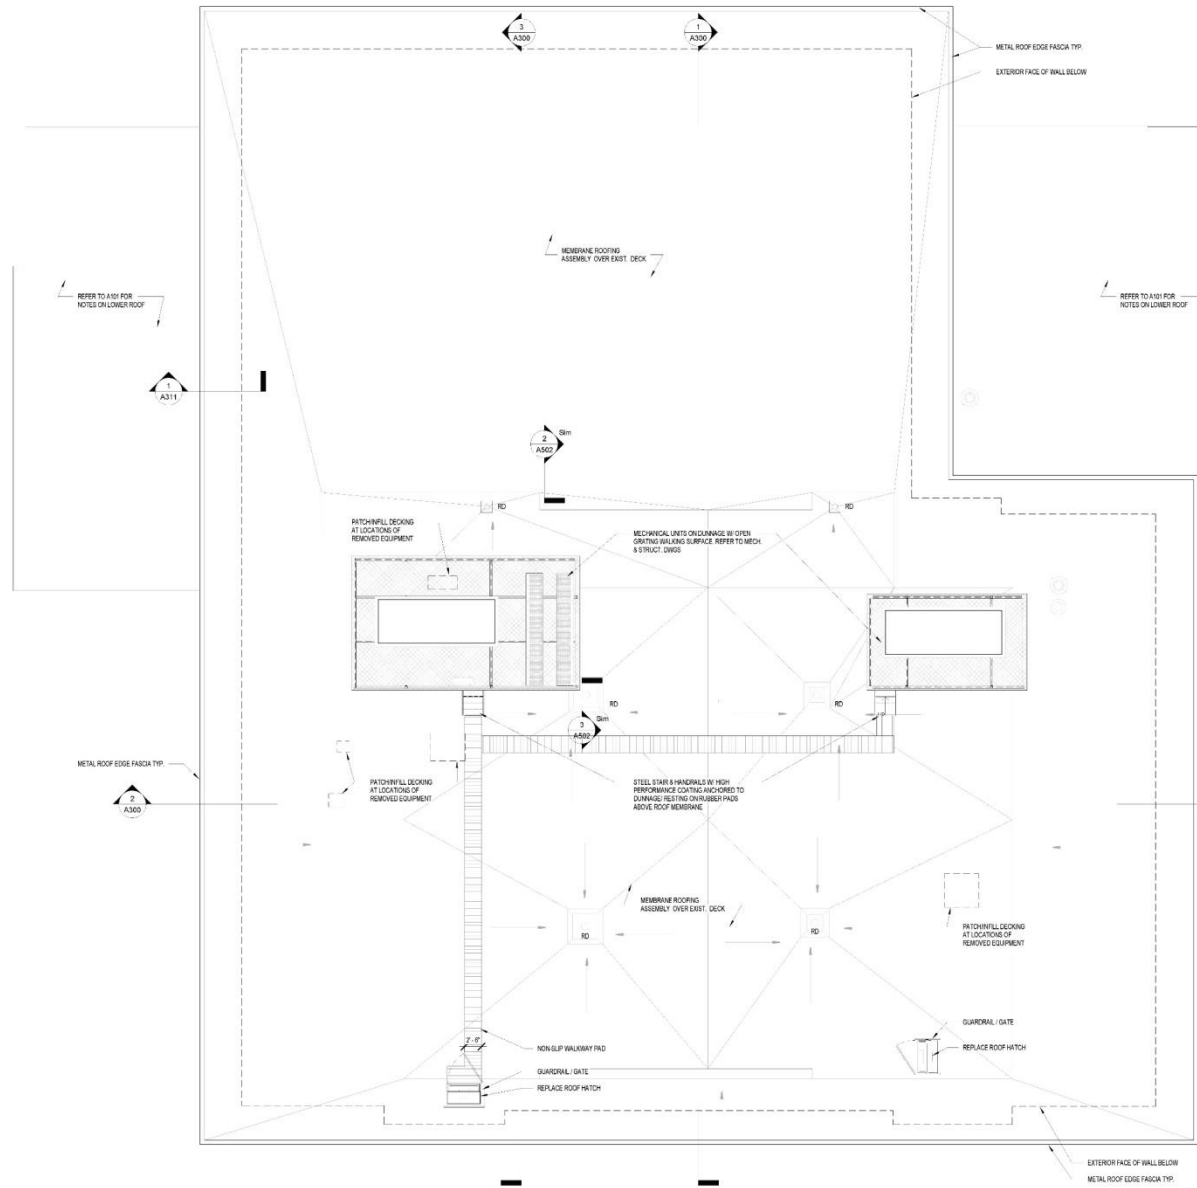 3
A300
1
A300
METAL ROOF EDGE FASCIA TYP.
EXTERIOR FACE OF WALL BELOW
MEMBRANE ROOFING
ASSEMBLY OVER EXIST. DECK
REFER TO A101 FOR
NOTES ON LOWER ROOF
REFER TO A101 FOR
NOTES ON LOWER ROOF
1
A311
2
A502
Sim
RD
RD
PATCH/INFILL DECKING
AT LOCATIONS OF
REMOVED EQUIPMENT
MECHANICAL UNITS ON DUNNAGE W/ OPEN
GRATING WALKING SURFACE. REFER TO MECH.
& STRUCT. DWGS
RD
RD
3
A502
Sim
UP
METAL ROOF EDGE FASCIA TYP.
2
A300
PATCH/INFILL DECKING
AT LOCATIONS OF
REMOVED EQUIPMENT
STEEL STAIR & HANDRAILS W/ HIGH
PERFORMANCE COATING ANCHORED TO
DUNNAGE/ RESTING ON RUBBER PADS
ABOVE ROOF MEMBRANE
MEMBRANE ROOFING
ASSEMBLY OVER EXIST. DECK
RD
RD
PATCH/INFILL DECKING
AT LOCATIONS OF
REMOVED EQUIPMENT
GUARDRAIL / GATE
REPLACE ROOF HATCH
2' - 6"
NON-SLIP WALKWAY PAD
GUARDRAIL / GATE
REPLACE ROOF HATCH
EXTERIOR FACE OF WALL BELOW
METAL ROOF EDGE FASCIA TYP.